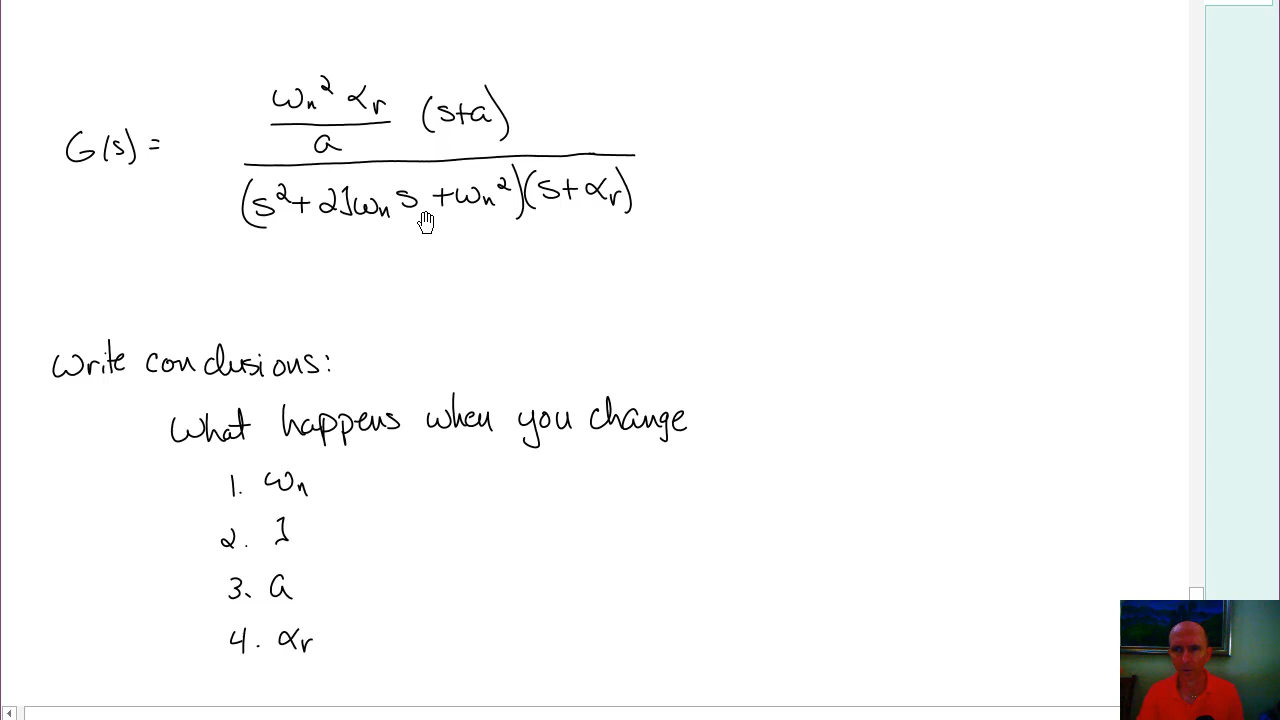 G(s) = ωn² αr / a (s+a) / (s² + 2ζωn s + ωn²)(s + αr)
Write conclusions:
What happens when you change
1. ωn
2. ζ
3. a
4. αr